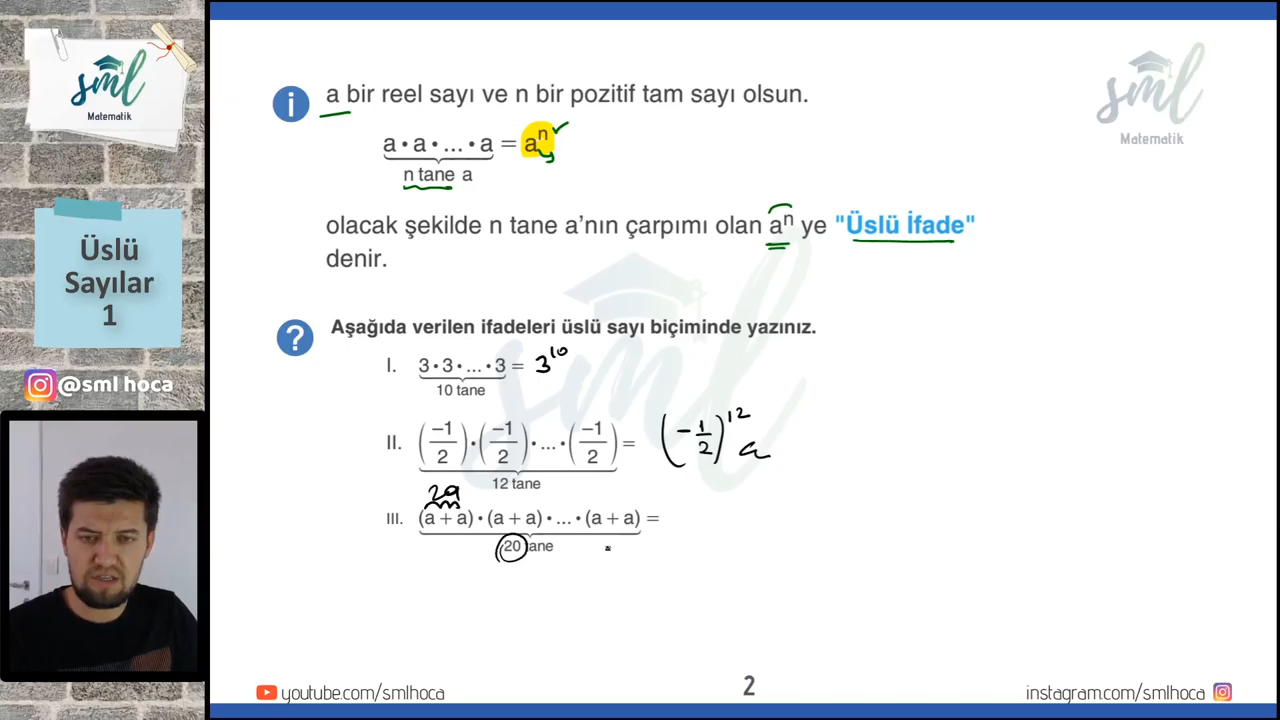 sml
Matematik
Üslü
Sayılar
1
@sml hoca
sml
Matematik
i
a bir reel sayı ve n bir pozitif tam sayı olsun.
a • a • ... • a = aⁿ
n tane a
olacak şekilde n tane a'nın çarpımı olan aⁿ ye "Üslü İfade"
denir.
? Aşağıda verilen ifadeleri üslü sayı biçiminde yazınız.
I. 3 • 3 • ... • 3 = 3¹⁰
10 tane
II. (-1/2) • (-1/2) • ... • (-1/2) = (-1/2)¹² a
12 tane
2a
III. (a + a) • (a + a) • ... • (a + a) =
20 tane
youtube.com/smlhoca
2
instagram.com/smlhoca